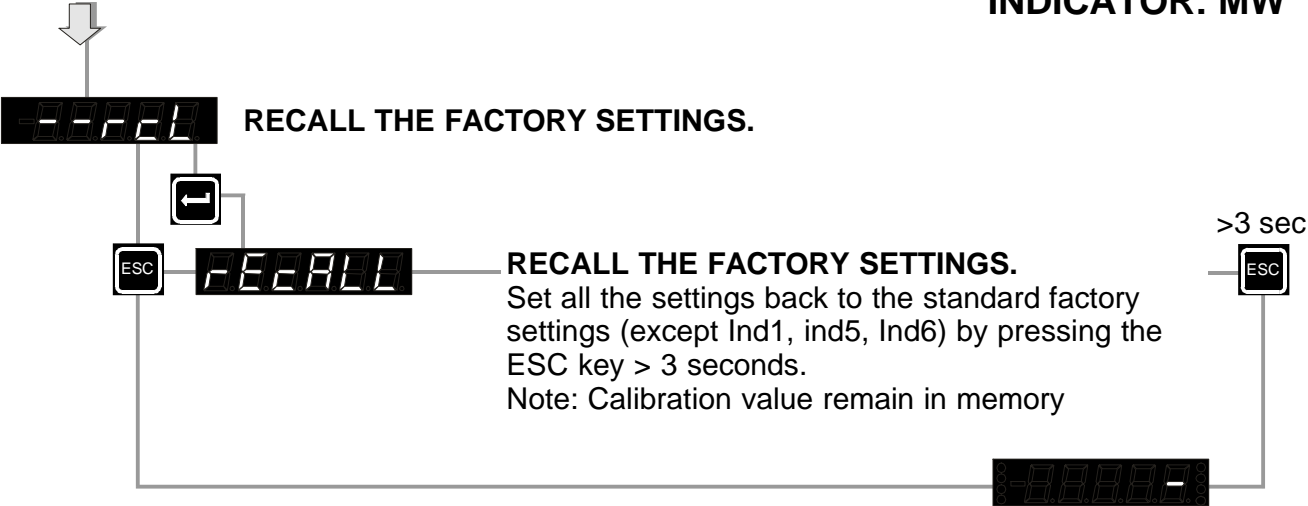 INDICATOR: MW
--rcL
RECALL THE FACTORY SETTINGS.
>3 sec
ESC
rEcALL
RECALL THE FACTORY SETTINGS.
ESC
Set all the settings back to the standard factory
settings (except Ind1, ind5, Ind6) by pressing the
ESC key > 3 seconds.
Note: Calibration value remain in memory
-